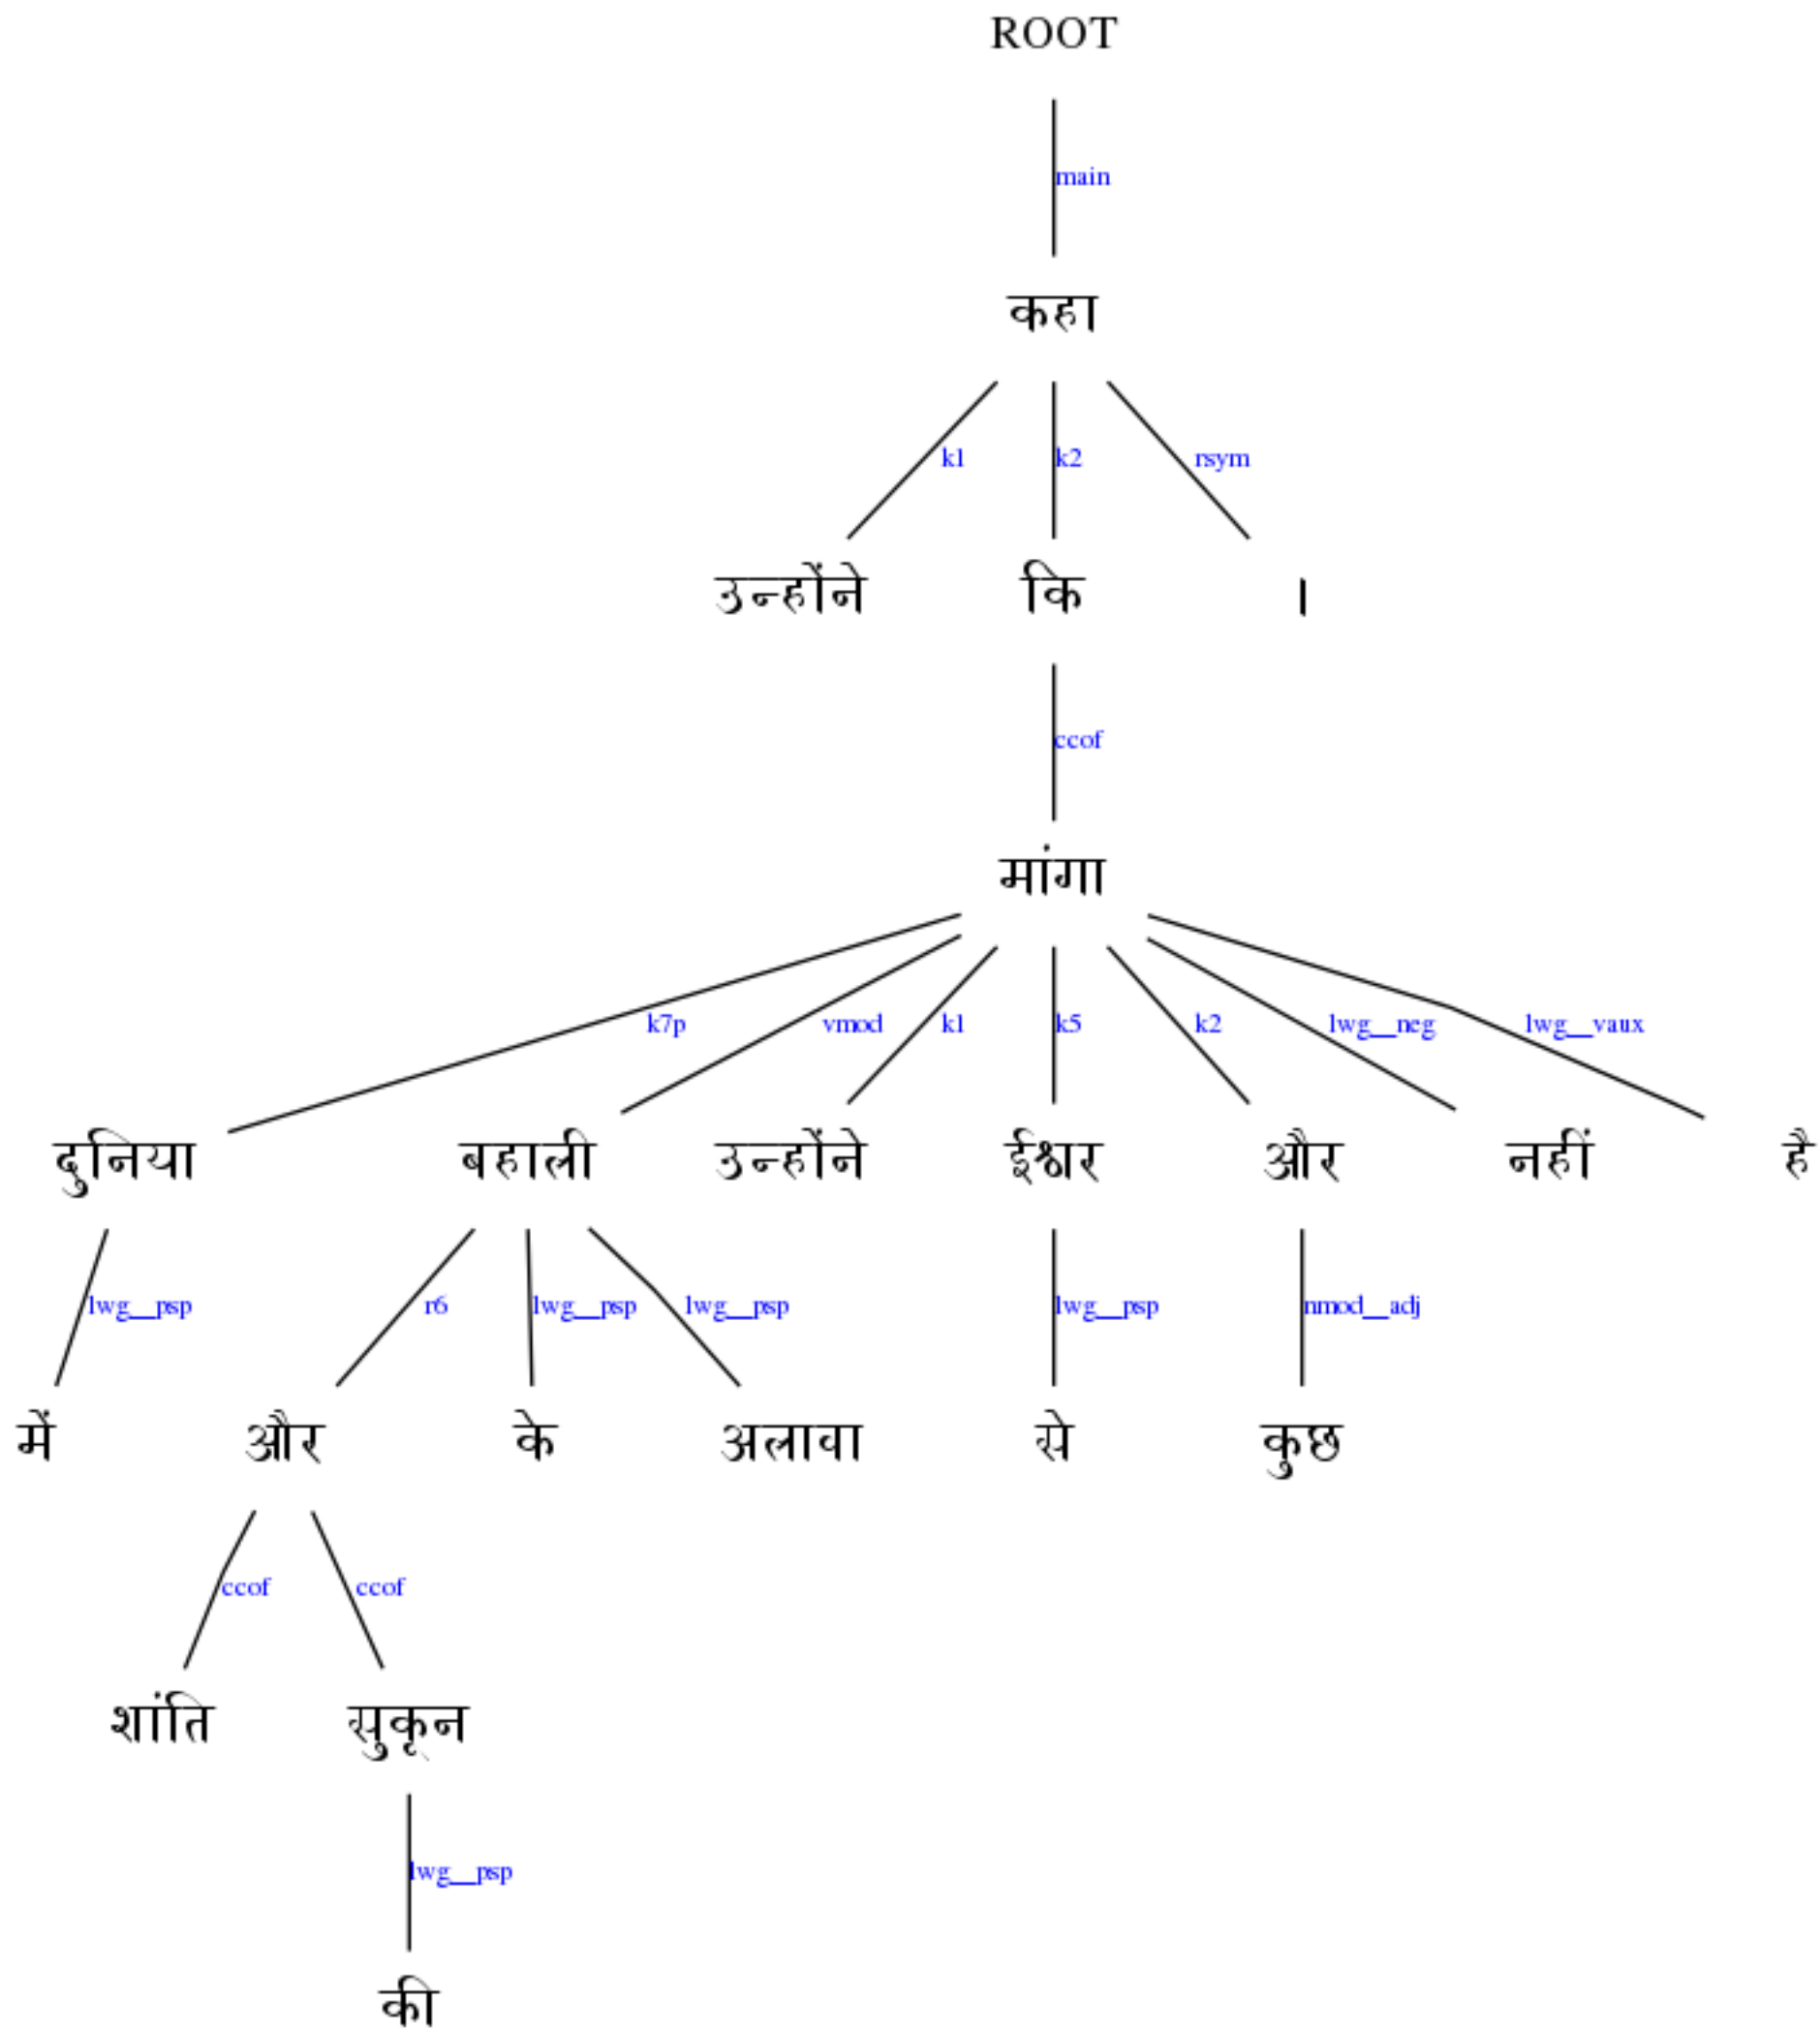 ROOT
main
कहा
k1 k2 rsym
उन्होंने कि ।
ccof
मांगा
k7p vmod k1 k5 k2 lwg__neg lwg__vaux
दुनिया बहाली उन्होंने ईश्वर और नहीं है
lwg__psp r6 lwg__psp lwg__psp lwg__psp nmod__adj
में और के अलावा से कुछ
ccof ccof
शांति सुकून
lwg__psp
की